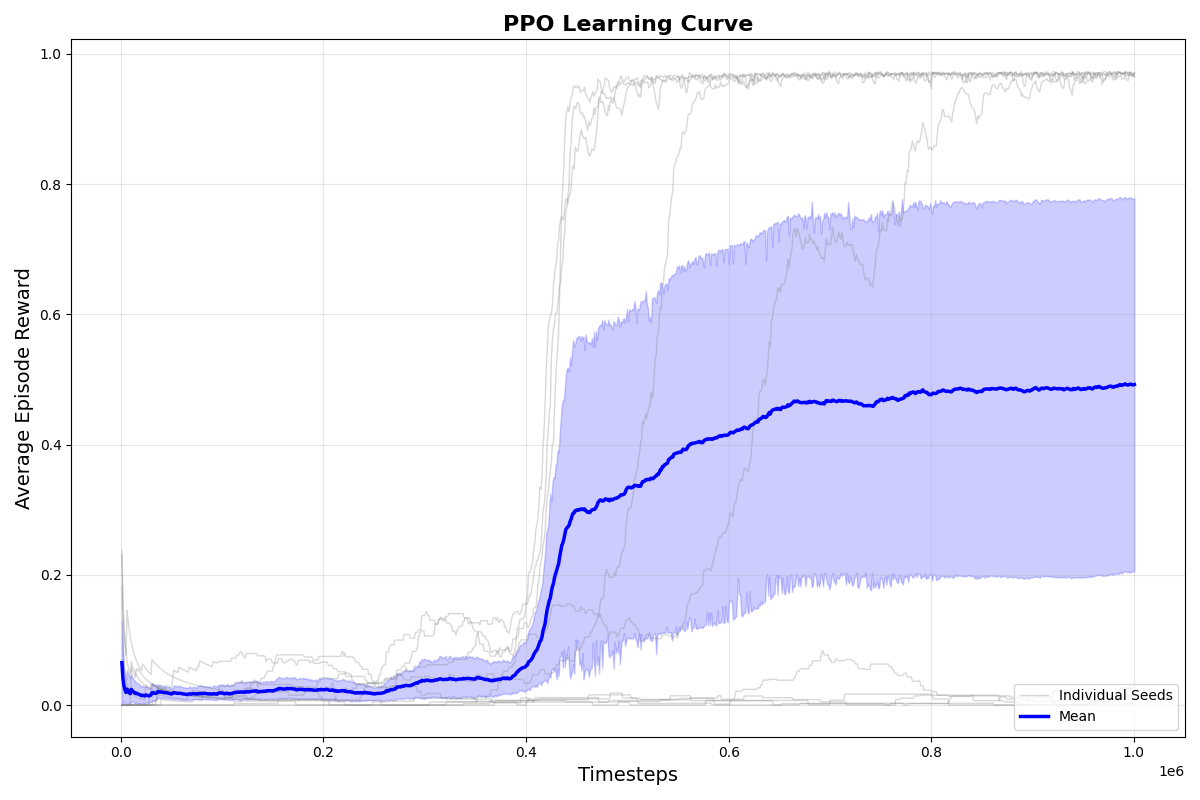 PPO Learning Curve
Average Episode Reward
1.0
0.8
0.6
0.4
0.2
0.0
0.0 0.2 0.4 0.6 0.8 1.0
1e6
Timesteps
Individual Seeds
Mean